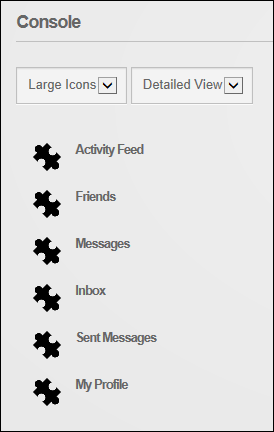 Console
Large Icons Detailed View
Activity Feed
Friends
Messages
Inbox
Sent Messages
My Profile